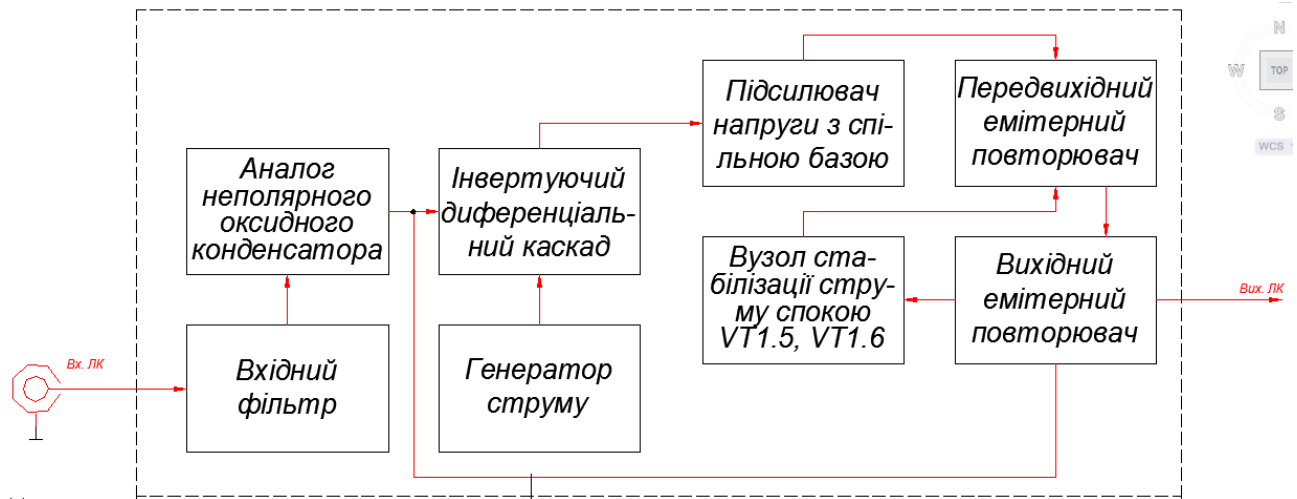 N
W
TOP
S
WCS
Підсилювач
напруги з спі-
льною базою
Передвихідний
емітерний
повторювач
Аналог
неполярного
оксидного
конденсатора
Інвертуючий
диференціаль-
ний каскад
Вузол ста-
білізації стру-
му спокою
VT1.5, VT1.6
Вихідний
емітерний
повторювач
Вих. ЛК
Вх. ЛК
Вхідний
фільтр
Генератор
струму